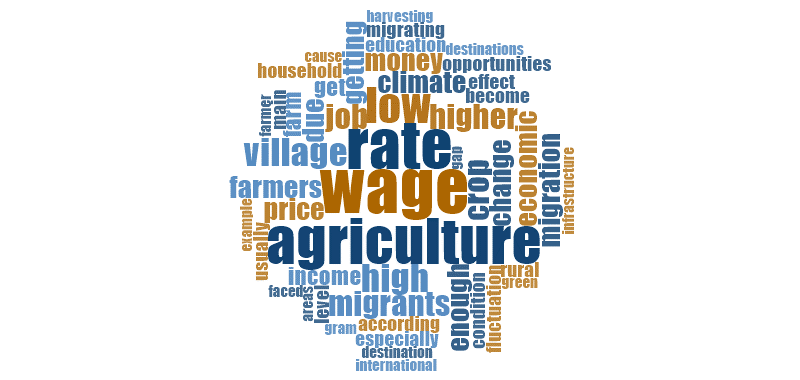 harvesting
migrating
getting
education
destinations
cause
money
opportunities
household
climate
effect
get
become
farmer
main
farm
due
job
low
higher
village
rate
gap
economic
farmers
wage
crop
change
migration
infrastructure
price
example
usually
agriculture
income
high
enough
condition
fluctuation
rural
green
faced
areas
level
migrants
gram
according
especially
destination
international